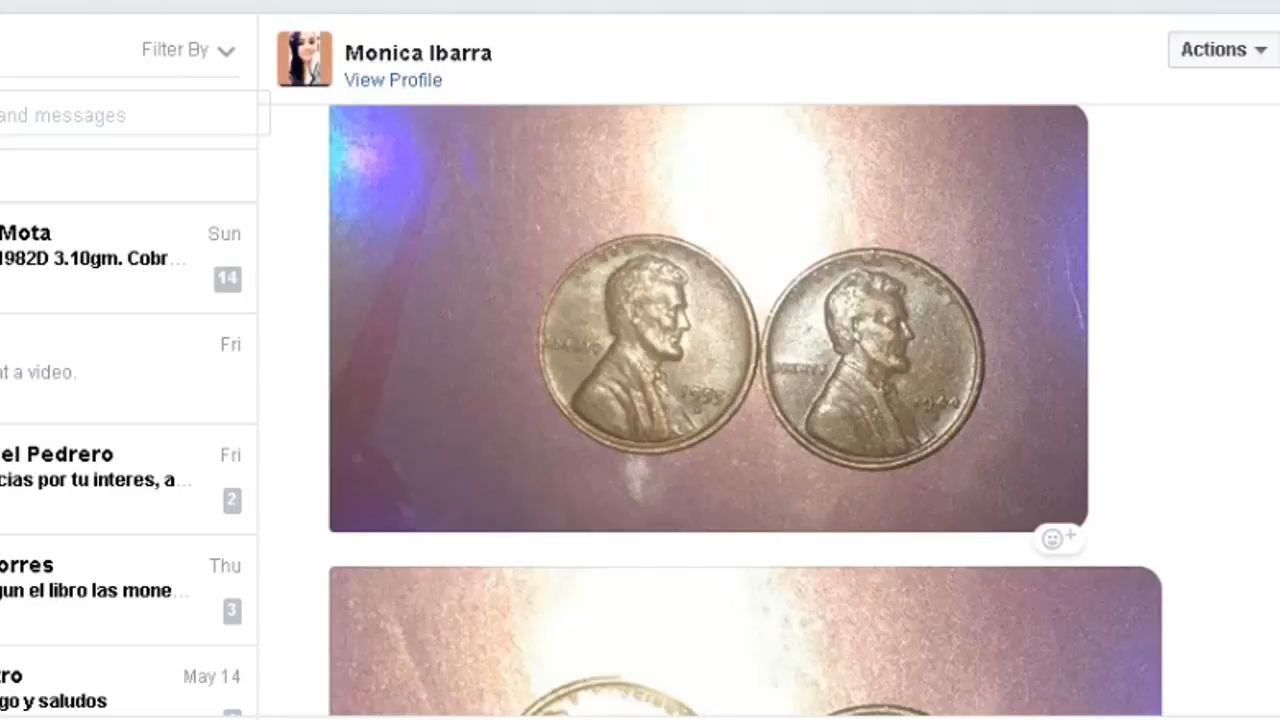 Filter By
and messages
Mota
Sun
1982D 3.10gm. Cobr...
14
Fri
nt a video.
el Pedrero
Fri
cias por tu interes, a...
2
orres
Thu
gun el libro las mone...
3
tro
May 14
go y saludos
Monica Ibarra
View Profile
Actions
LIBERTY
1944